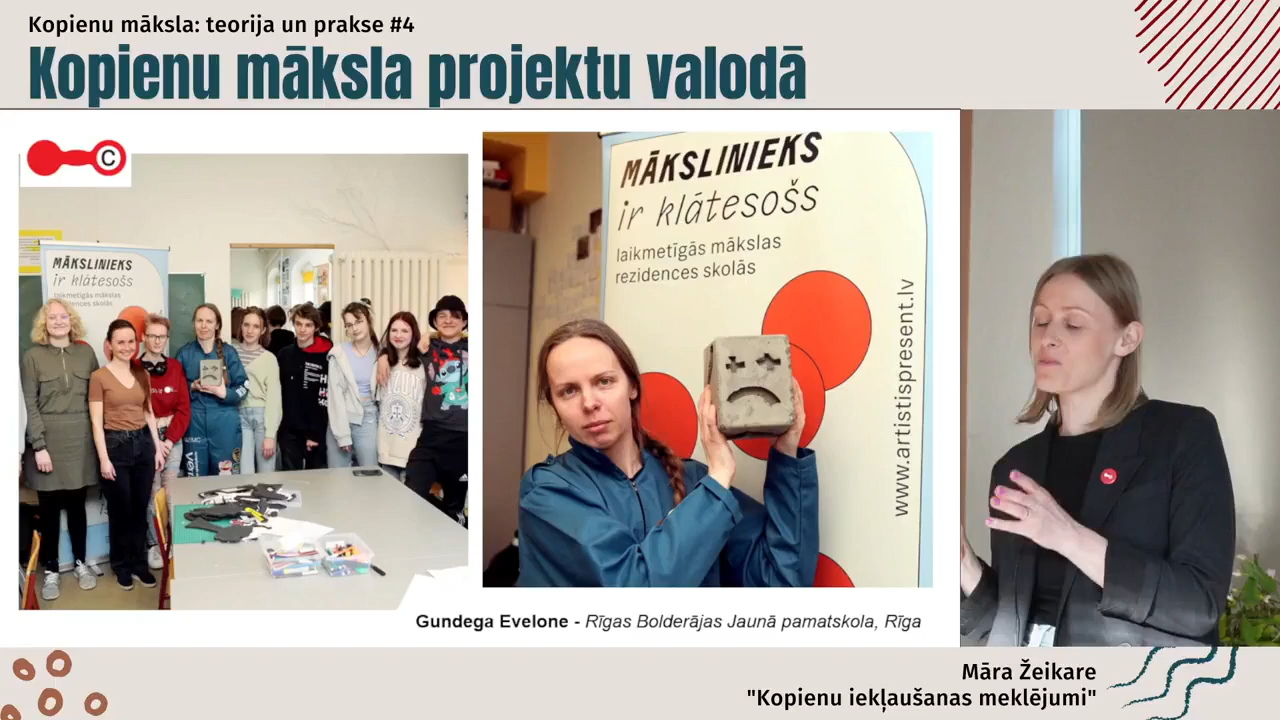 Kopienu māksla: teorija un prakse #4
Kopienu māksla projektu valodā
C
MĀKSLINIEKS
ir klātesošs
laikmetīgās mākslas
rezidences skolās
MĀKSLINIEKS
ir klātesošs
laikmetīgās mākslas
rezidences skolās
www.artistispresent.lv
Gundega Evelone - Rīgas Bolderājas Jaunā pamatskola, Rīga
Māra Žeikare
"Kopienu iekļaušanas meklējumi"